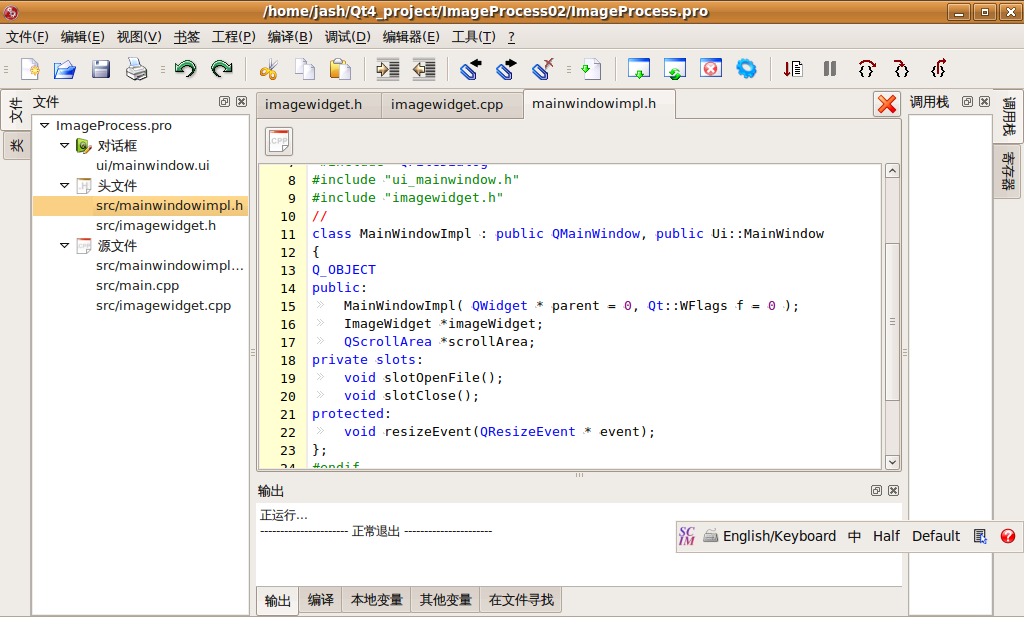 /home/jash/Qt4_project/ImageProcess02/ImageProcess.pro
文件(F) 编辑(E) 视图(V) 书签 工程(P) 编译(B) 调试(D) 编辑器(E) 工具(T) ?
文件
类
文件
ImageProcess.pro
对话框
ui/mainwindow.ui
头文件
src/mainwindowimpl.h
src/imagewidget.h
源文件
src/mainwindowimpl...
src/main.cpp
src/imagewidget.cpp
imagewidget.h imagewidget.cpp mainwindowimpl.h
8 #include "ui_mainwindow.h"
9 #include "imagewidget.h"
10 //
11 class MainWindowImpl : public QMainWindow, public Ui::MainWindow
12 {
13 Q_OBJECT
14 public:
15 MainWindowImpl( QWidget * parent = 0, Qt::WFlags f = 0 );
16 ImageWidget *imageWidget;
17 QScrollArea *scrollArea;
18 private slots:
19 void slotOpenFile();
20 void slotClose();
21 protected:
22 void resizeEvent(QResizeEvent * event);
23 };
24 #endif
调用栈
调用栈
寄存器
输出
正运行...
---------------------- 正常退出 ----------------------
输出 编译 本地变量 其他变量 在文件寻找
SCIM English/Keyboard 中 Half Default